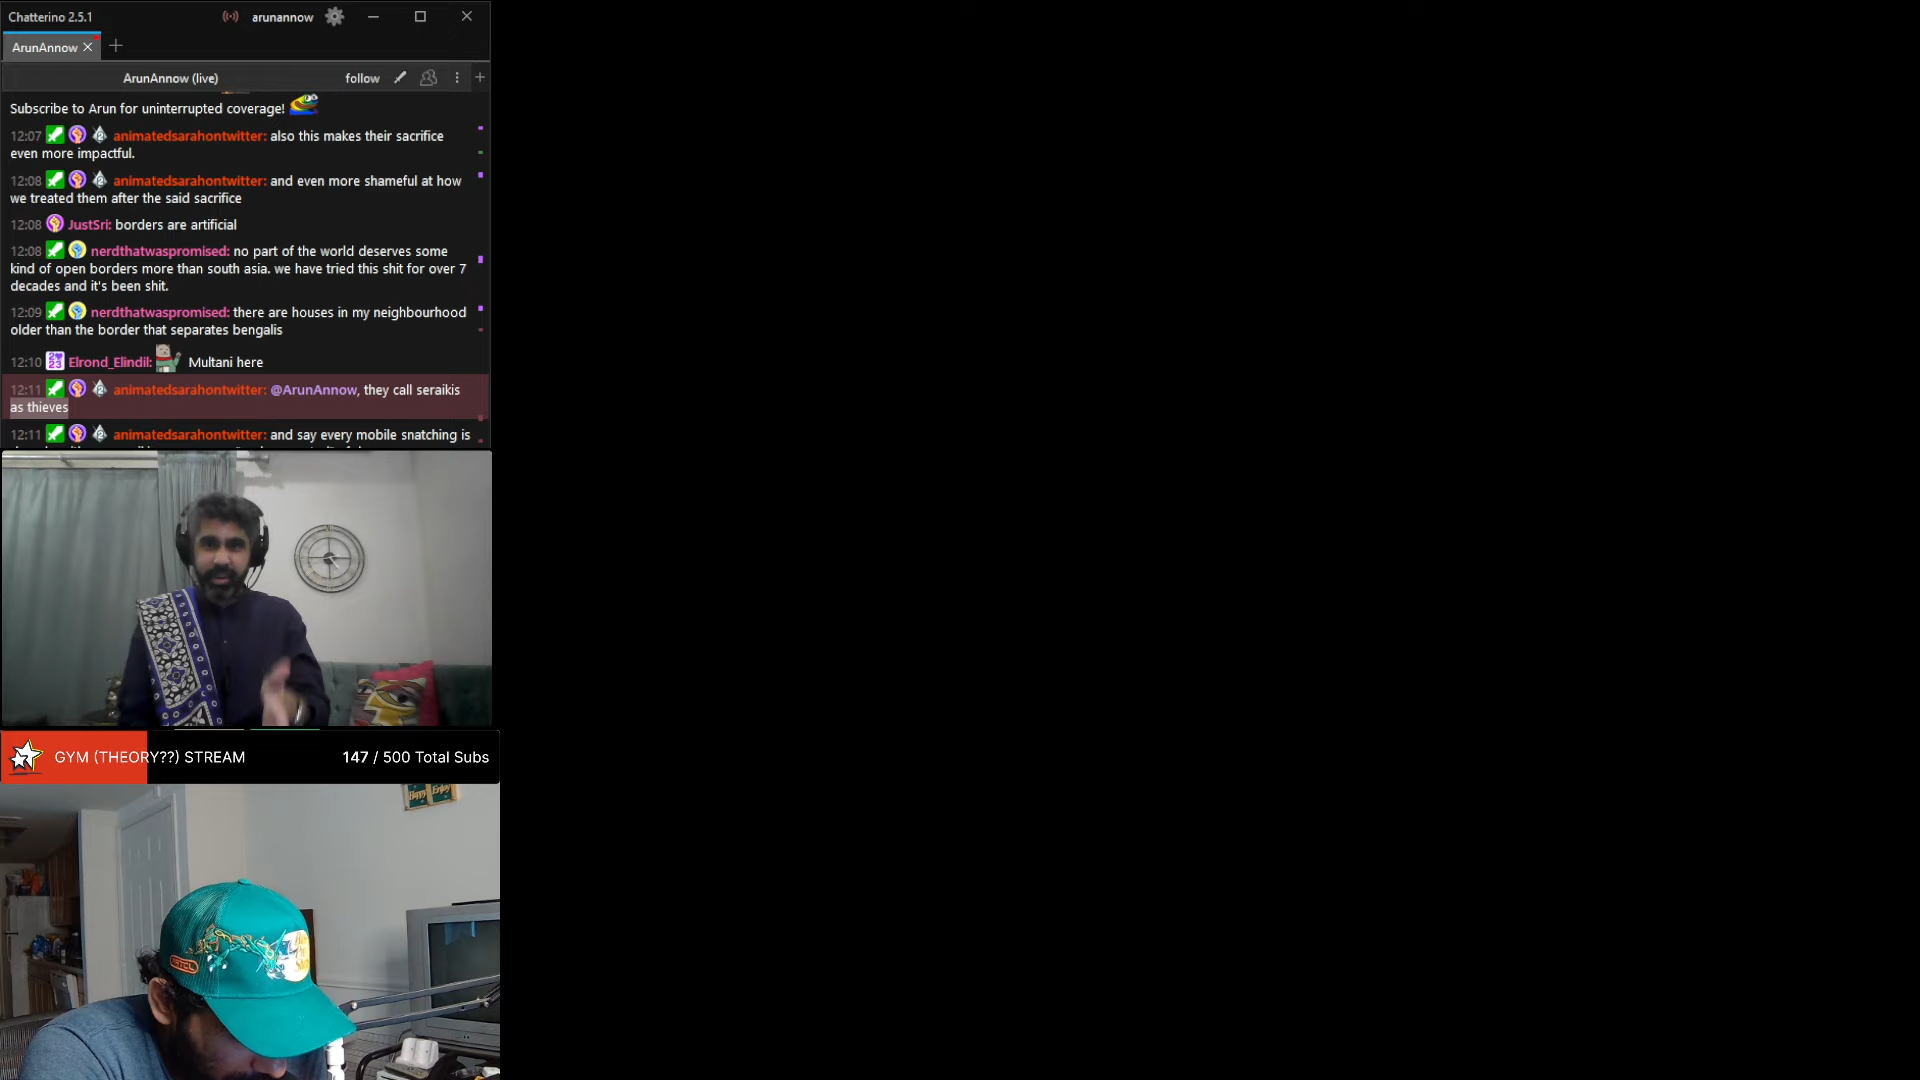 Chatterino 2.5.1
arunannow
ArunAnnow
ArunAnnow (live)
follow
Subscribe to Arun for uninterrupted coverage!
12:07 animatedsarahontwitter: also this makes their sacrifice
even more impactful.
12:08 animatedsarahontwitter: and even more shameful at how
we treated them after the said sacrifice
12:08 JustSri: borders are artificial
12:08 nerdthatwaspromised: no part of the world deserves some
kind of open borders more than south asia. we have tried this shit for over 7
decades and it's been shit.
12:09 nerdthatwaspromised: there are houses in my neighbourhood
older than the border that separates bengalis
12:10 Elrond_Elindil: Multani here
12:11 animatedsarahontwitter: @ArunAnnow, they call seraikis
as thieves
12:11 animatedsarahontwitter: and say every mobile snatching is
GYM (THEORY??) STREAM
147 / 500 Total Subs
Happy
Enjoy